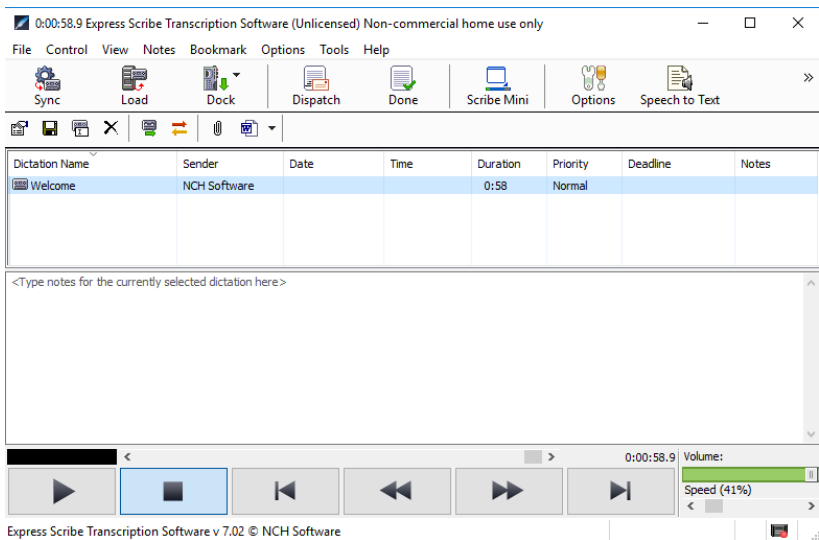 0:00:58.9 Express Scribe Transcription Software (Unlicensed) Non-commercial home use only
File Control View Notes Bookmark Options Tools Help
Sync Load Dock Dispatch Done Scribe Mini Options Speech to Text
Dictation Name Sender Date Time Duration Priority Deadline Notes
Welcome NCH Software 0:58 Normal
<Type notes for the currently selected dictation here>
0:00:58.9 Volume:
Speed (41%)
Express Scribe Transcription Software v 7.02 © NCH Software